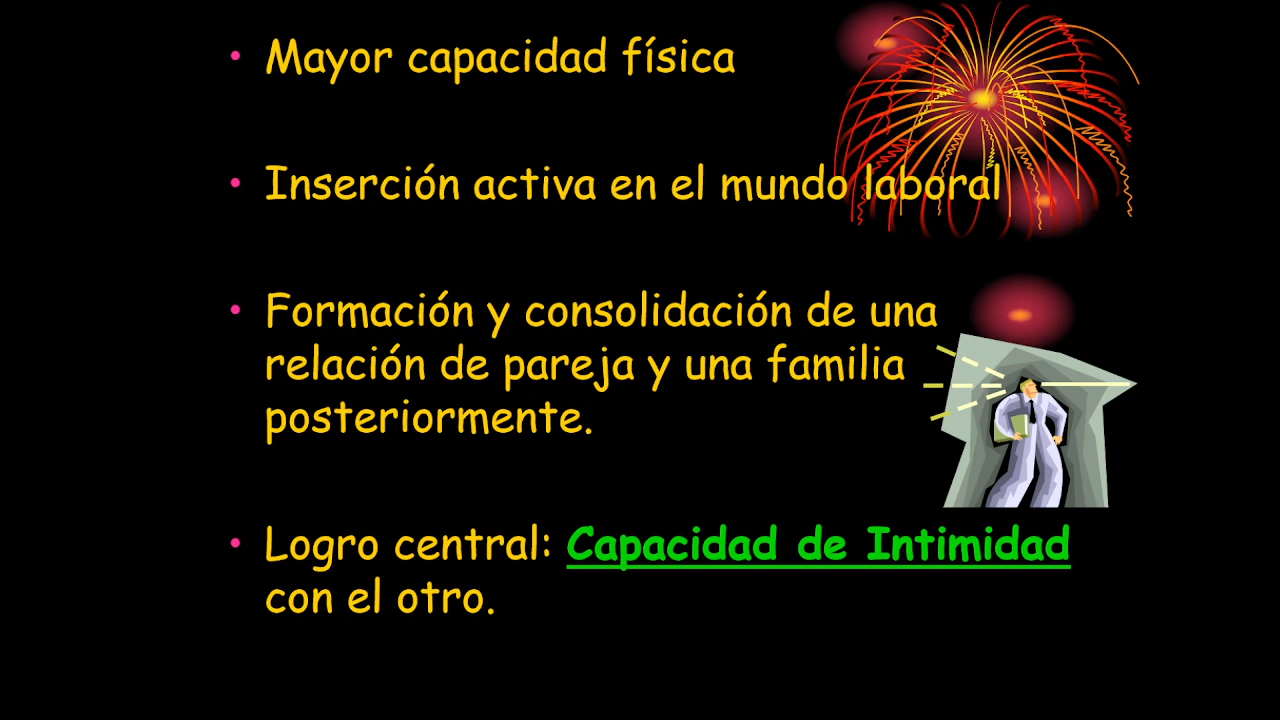 • Mayor capacidad física
• Inserción activa en el mundo laboral
• Formación y consolidación de una
relación de pareja y una familia
posteriormente.
• Logro central: Capacidad de Intimidad
con el otro.